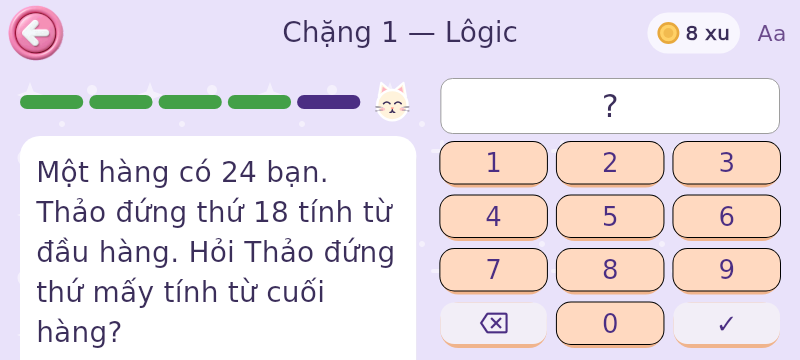 Chặng 1 — Lôgic
8 xu
Aa
Một hàng có 24 bạn.
Thảo đứng thứ 18 tính từ
đầu hàng. Hỏi Thảo đứng
thứ mấy tính từ cuối
hàng?
?
1 2 3
4 5 6
7 8 9
0 ✓